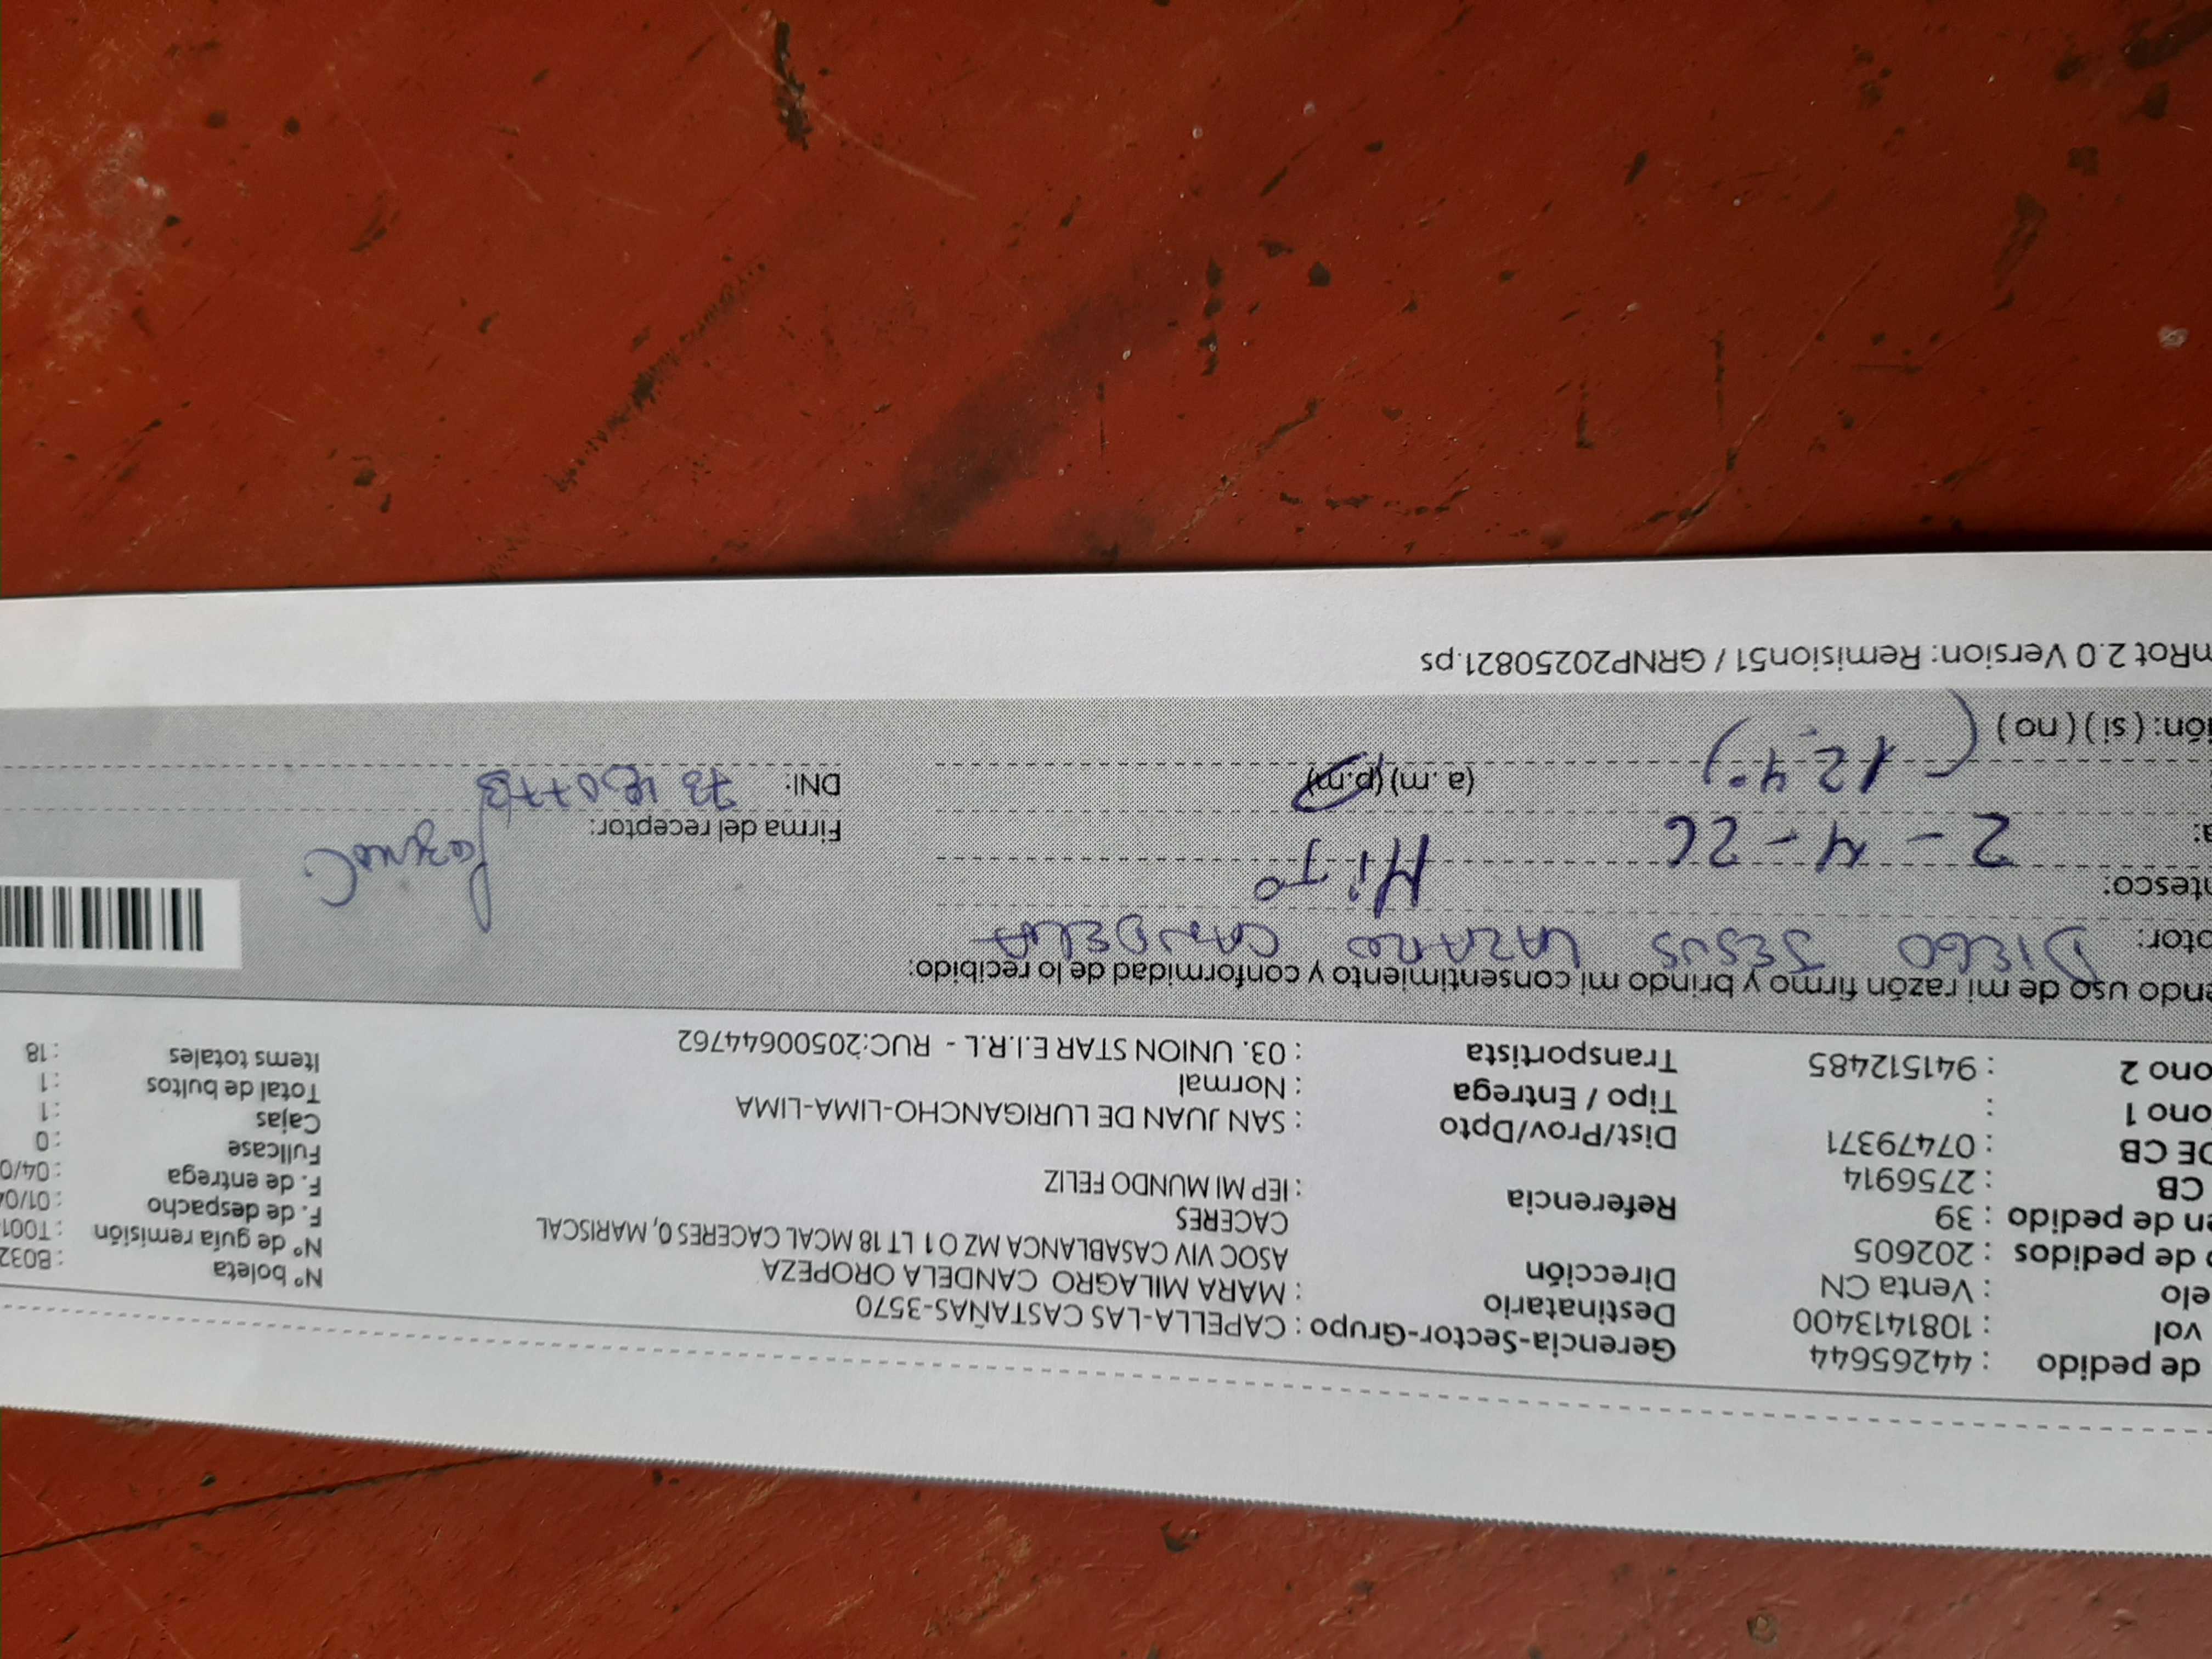 de pedido : 44265644
vol : 1081413400
elo : Venta CN
de pedidos : 202605
en de pedido : 39
CB : 2756914
DE CB : 07479371
ono 1 :
ono 2 : 941512485
Gerencia-Sector-Grupo : CAPELLA-LAS CASTAÑAS-3570
Destinatario : MARA MILAGRO CANDELA OROPEZA
Dirección ASOC VIV CASABLANCA MZ O 1 LT 18 MCAL CACERES 0, MARISCAL
CACERES
Referencia : IEP MI MUNDO FELIZ
Dist/Prov/Dpto : SAN JUAN DE LURIGANCHO-LIMA-LIMA
Tipo / Entrega : Normal
Transportista : 03. UNION STAR E.I.R.L - RUC:20500644762
N° boleta : B032
N° de guía remisión : T001
F. de despacho : 01/04
F. de entrega : 04/0
Fullcase : 0
Cajas : 1
Total de bultos : 1
Items totales : 18
endo uso de mi razón firmo y brindo mi consentimiento y conformidad de lo recibido:
otor: DIEGO JESUS LAZARO CANDELA
ntesco: HiJo
a: 2-4-26
(12,40) (a. m) (p.m)
ión: ( si ) ( no )
Firma del receptor:
DNI:
nRot 2.0 Version: Remision51 / GRNP20250821.ps